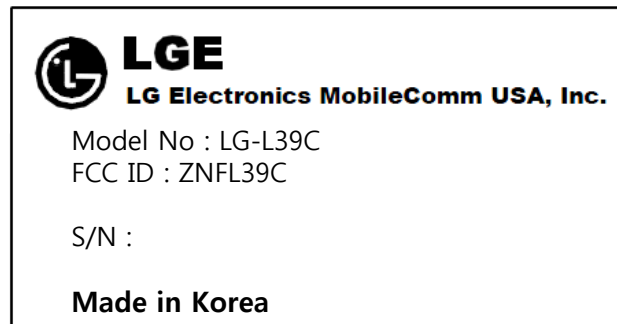 LGE
LG Electronics MobileComm USA, Inc.
Model No : LG-L39C
FCC ID : ZNFL39C
S/N :
Made in Korea